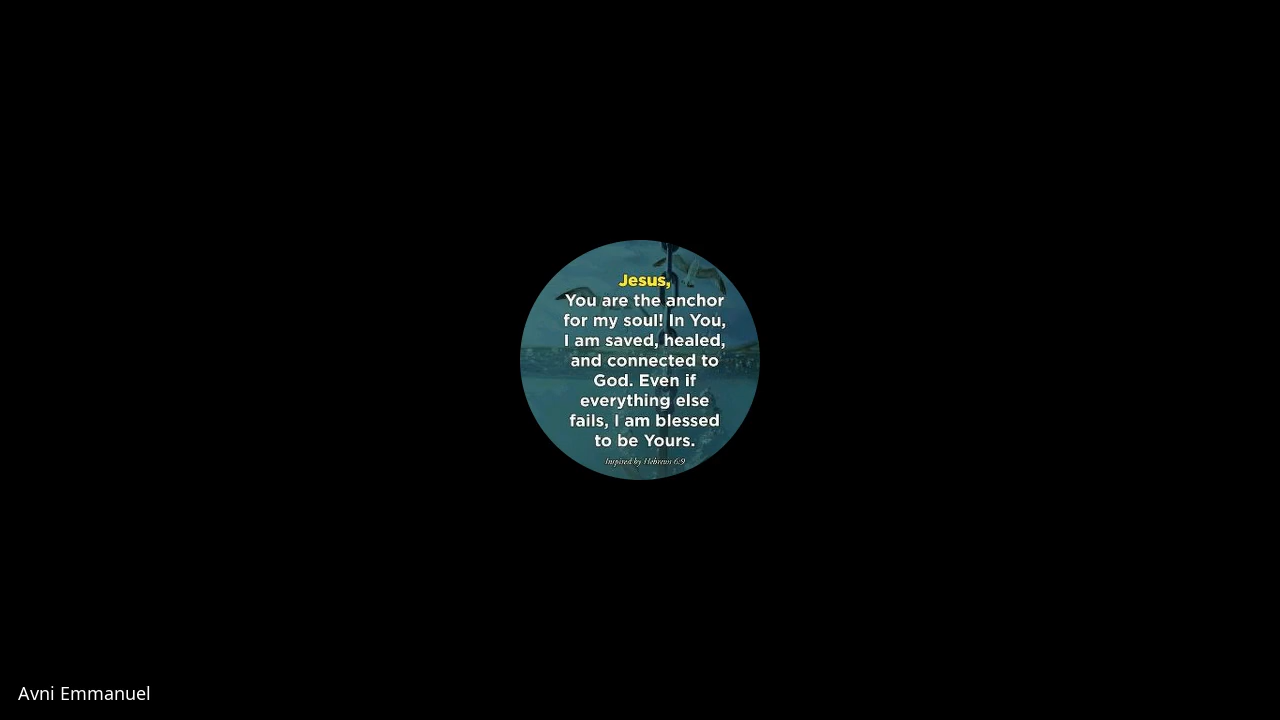 Jesus,
You are the anchor
for my soul! In You,
I am saved, healed,
and connected to
God. Even if
everything else
fails, I am blessed
to be Yours.
Inspired by Hebrews 6:9
Avni Emmanuel